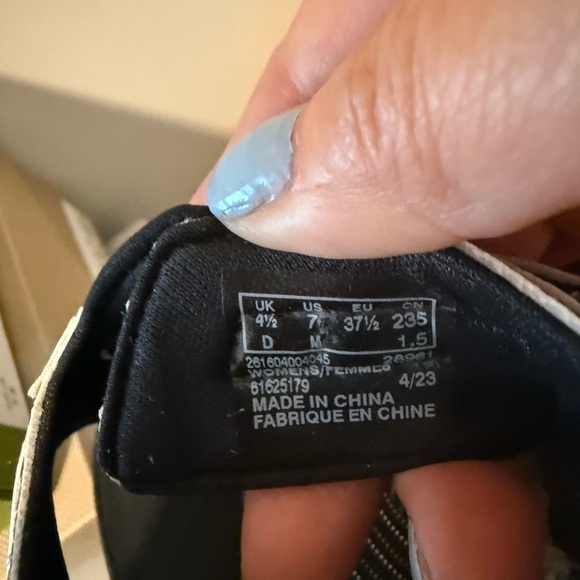 UK US EU CN
4½ 7 37½ 235
D M 1.5
261604004045 26961
WOMENS/FEMMES
61625179 4/23
MADE IN CHINA
FABRIQUE EN CHINE